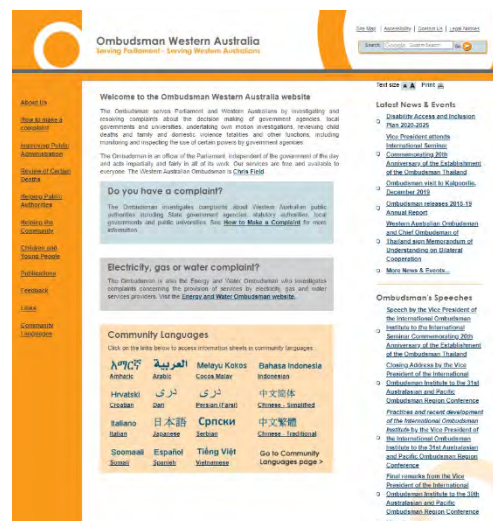 Site Map | Accessibility | Contact Us | Legal Notices
Ombudsman Western Australia
Serving Parliament - Serving Western Australians
Search
Go
Text size A A Print
About Us
How to make a
complaint
Improving Public
Administration
Review of Certain
Deaths
Helping Public
Authorities
Helping the
Community
Children and
Young People
Publications
Feedback
Links
Community
Languages
Welcome to the Ombudsman Western Australia website
The Ombudsman serves Parliament and Western Australians by investigating and
resolving complaints about the decision making of government agencies, local
governments and universities, undertaking own motion investigations, reviewing child
deaths and family and domestic violence fatalities and other functions, including
monitoring and inspecting the use of certain powers by government agencies.
The Ombudsman is an officer of the Parliament, independent of the government of the day
and acts impartially and fairly in all of its work. Our services are free and available to
everyone. The Western Australian Ombudsman is Chris Field.
Do you have a complaint?
The Ombudsman investigates complaints about Western Australian public
authorities including State government agencies, statutory authorities, local
governments and public universities. See How to Make a Complaint for more
information.
Electricity, gas or water complaint?
The Ombudsman is also the Energy and Water Ombudsman who investigates
complaints concerning the provision of services by electricity, gas and water
services providers. Visit the Energy and Water Ombudsman website.
Community Languages
Click on the links below to access information sheets in community languages.
አማርኛ العربية Melayu Kokos Bahasa Indonesia
Amharic Arabic Cocos Malay Indonesian
Hrvatski دری فارسی 中文简体
Croatian Dari Persian (Farsi) Chinese - Simplified
Italiano 日本語 Српски 中文繁體
Italian Japanese Serbian Chinese - Traditional
Soomaali Español Tiếng Việt Go to Community
Somali Spanish Vietnamese Languages page >
Latest News & Events
Disability Access and Inclusion
Plan 2020-2025
Vice President attends
International Seminar
Commemorating 20th
Anniversary of the Establishment
of the Ombudsman Thailand
Ombudsman visit to Kalgoorlie,
December 2019
Ombudsman releases 2018-19
Annual Report
Western Australian Ombudsman
and Chief Ombudsman of
Thailand sign Memorandum of
Understanding on Bilateral
Cooperation
More News & Events...
Ombudsman's Speeches
Speech by the Vice President of
the International Ombudsman
Institute to the International
Seminar Commemorating 20th
Anniversary of the Establishment
of the Ombudsman Thailand
Closing Address by the Vice
President of the International
Ombudsman Institute to the 31st
Australasian and Pacific
Ombudsman Region Conference
Practices and recent development
of the International Ombudsman
Institute by the Vice President of
the International Ombudsman
Institute to the 31st Australasian
and Pacific Ombudsman Region
Conference
Final remarks from the Vice
President of the International
Ombudsman Institute to the 30th
Australasian and Pacific
Ombudsman Region Conference